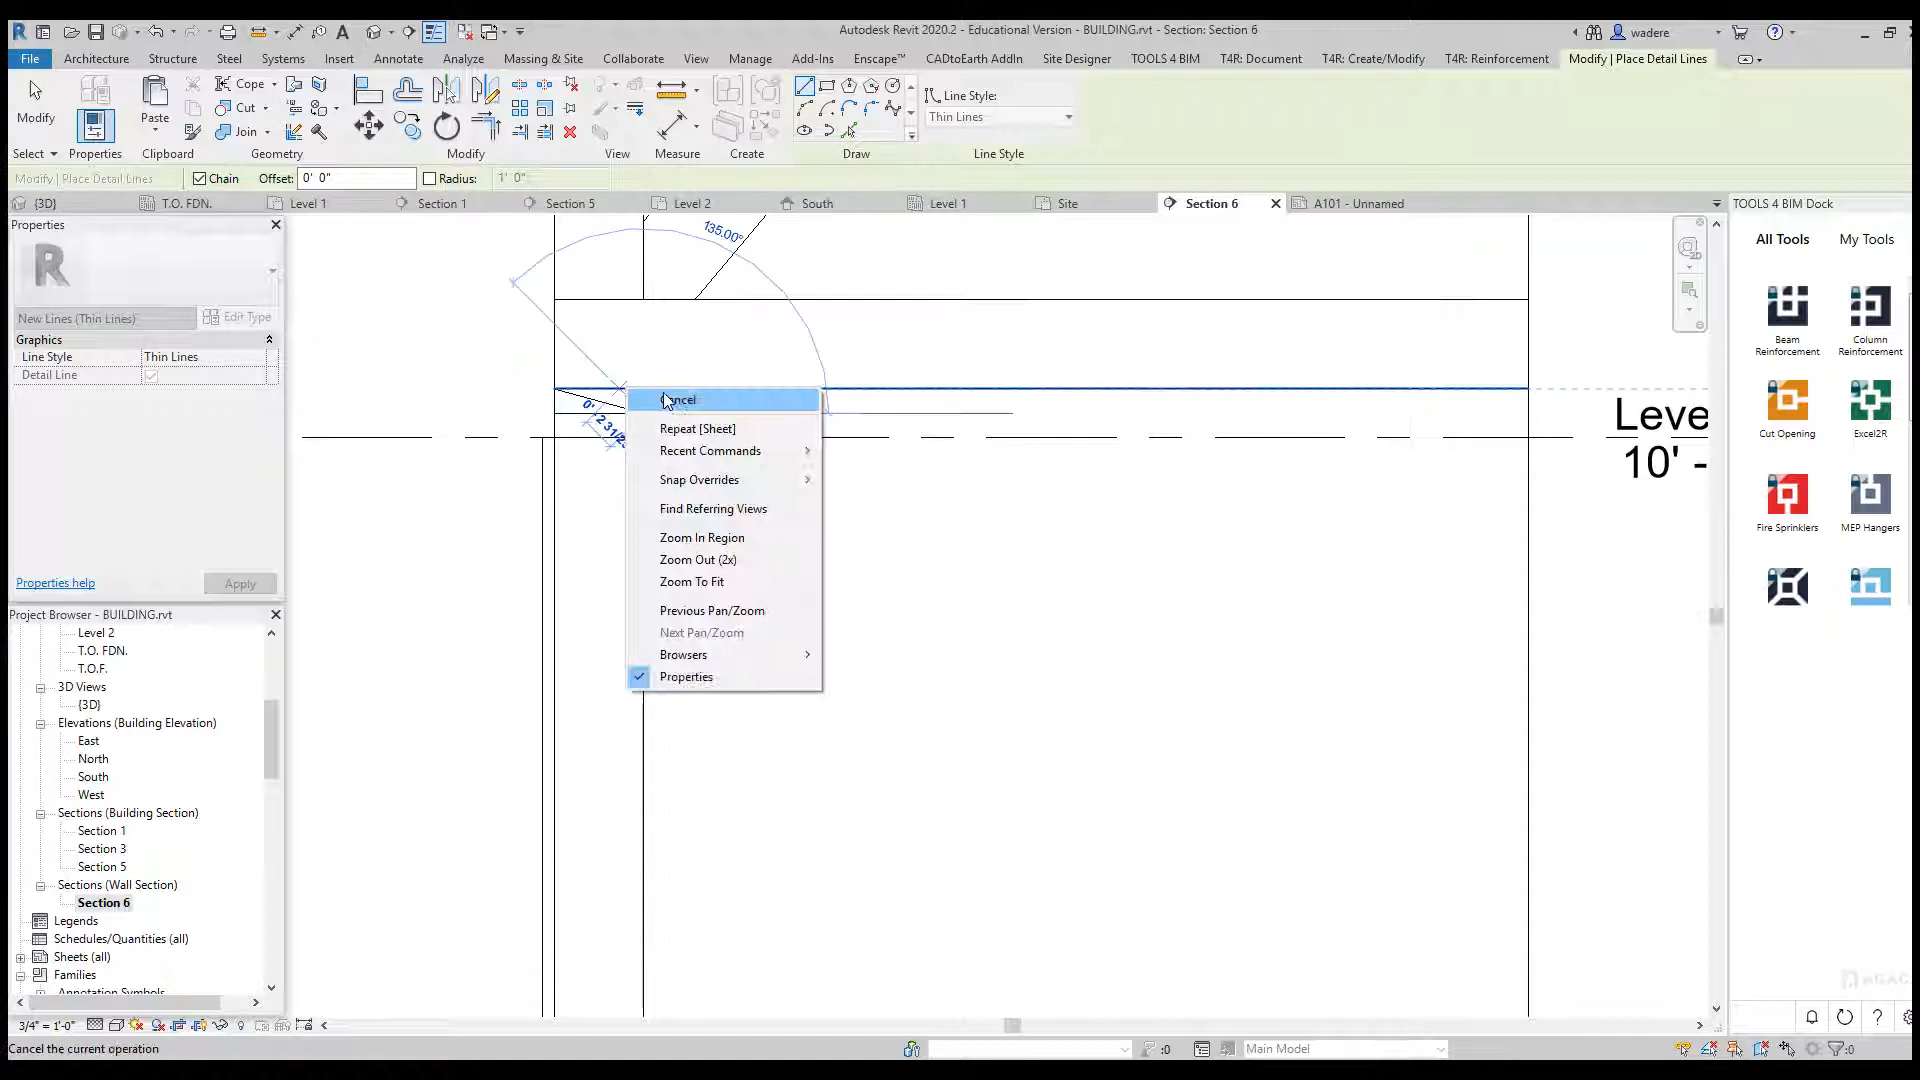 Autodesk Revit 2020.2 - Educational Version - BUILDING.rvt - Section: Section 6
wadere
File Architecture Structure Steel Systems Insert Annotate Analyze Massing & Site Collaborate View Manage Add-Ins Enscape™ CADtoEarth AddIn Site Designer TOOLS 4 BIM T4R: Document T4R: Create/Modify T4R: Reinforcement Modify | Place Detail Lines
Modify Paste Cope Cut Join
Line Style:
Thin Lines
Select Properties Clipboard Geometry Modify View Measure Create Draw Line Style
Modify | Place Detail Lines Chain Offset: 0' 0" Radius: 1' 0"
{3D} T.O. FDN. Level 1 Section 1 Section 5 Level 2 South Level 1 Site Section 6 A101 - Unnamed TOOLS 4 BIM Dock
Properties
New Lines (Thin Lines) Edit Type
Graphics
Line Style Thin Lines
Detail Line
Properties help Apply
Project Browser - BUILDING.rvt
Level 2
T.O. FDN.
T.O.F.
3D Views
{3D}
Elevations (Building Elevation)
East
North
South
West
Sections (Building Section)
Section 1
Section 3
Section 5
Sections (Wall Section)
Section 6
Legends
Schedules/Quantities (all)
Sheets (all)
Families
Annotation Symbols
135.00°
Leve
10' -
Cancel
Repeat [Sheet]
Recent Commands
Snap Overrides
Find Referring Views
Zoom In Region
Zoom Out (2x)
Zoom To Fit
Previous Pan/Zoom
Next Pan/Zoom
Browsers
Properties
All Tools My Tools
Beam Reinforcement
Column Reinforcement
Cut Opening
Excel2R
Fire Sprinklers
MEP Hangers
3/4" = 1'-0"
Cancel the current operation
:0
Main Model
:0